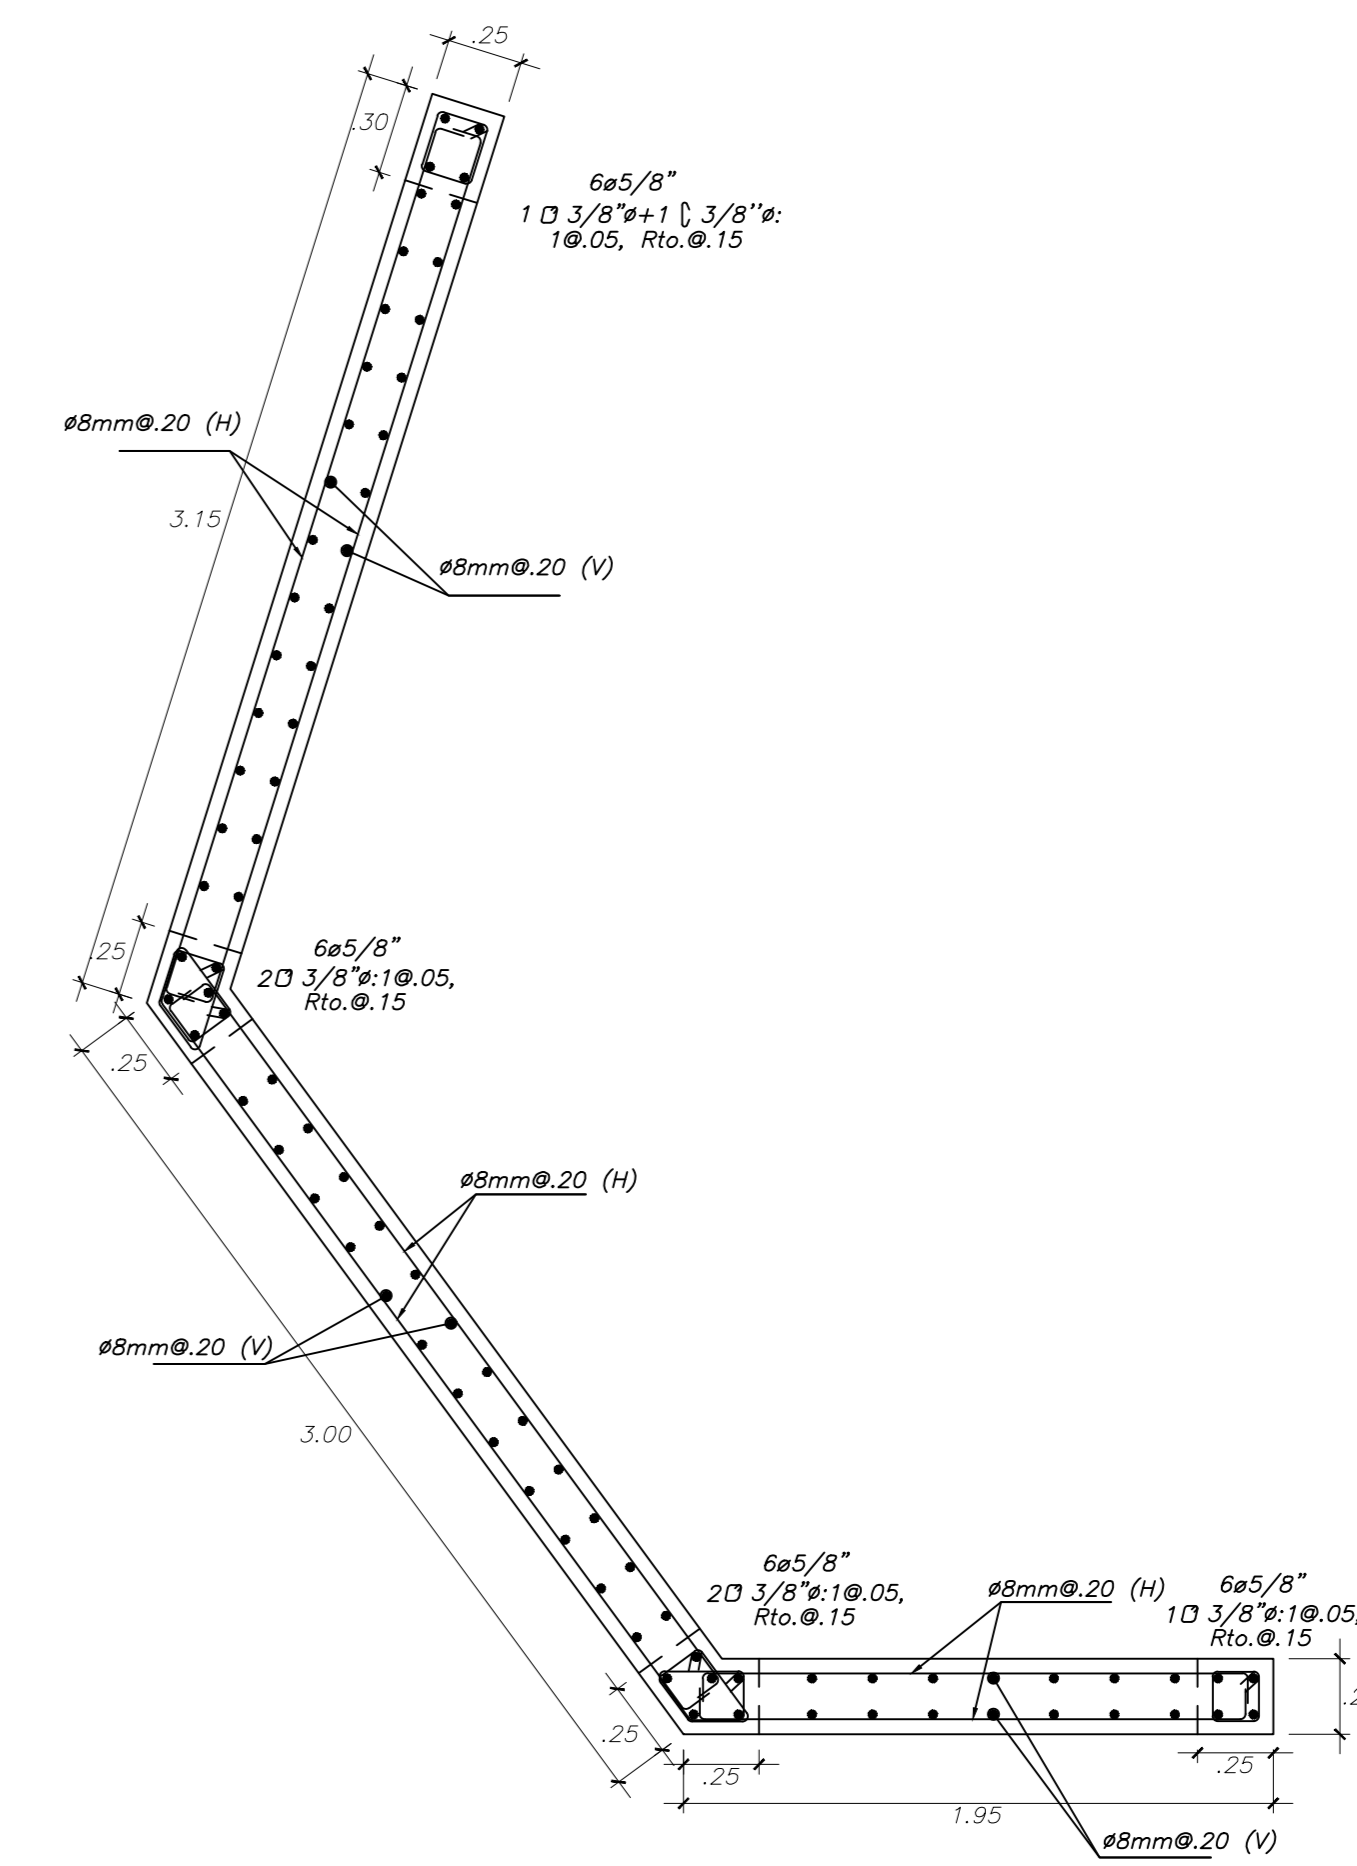 .25
.30
6ø5/8"
1 3/8"ø+1 3/8''ø:
1@.05, Rto.@.15
ø8mm@.20 (H)
3.15
ø8mm@.20 (V)
.25
6ø5/8"
2 3/8"ø:1@.05,
Rto.@.15
.25
ø8mm@.20 (H)
ø8mm@.20 (V)
3.00
6ø5/8"
2 3/8"ø:1@.05,
Rto.@.15
ø8mm@.20 (H)
6ø5/8"
1 3/8"ø:1@.05,
Rto.@.15
.25
.25
.25
1.95
ø8mm@.20 (V)